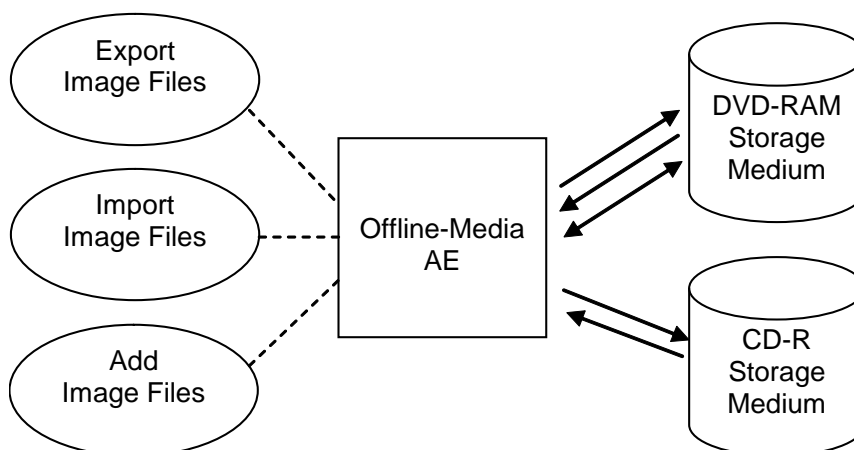 Export
Image Files
Import
Image Files
Add
Image Files
Offline-Media
AE
DVD-RAM
Storage
Medium
CD-R
Storage
Medium